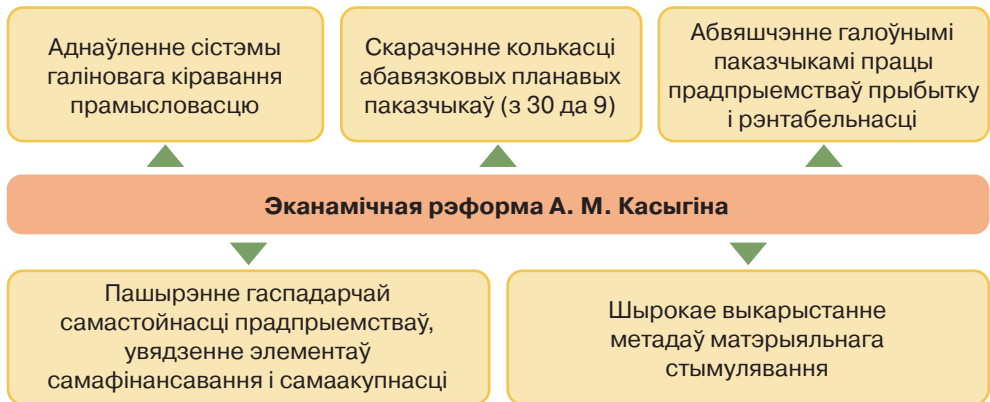 Аднаўленне сістэмы
галіновага кіравання
прамысловасцю
Скарачэнне колькасці
абавязковых планавых
паказчыкаў (з 30 да 9)
Абвяшчэнне галоўнымі
паказчыкамі працы
прадпрыемстваў прыбытку
і рэнтабельнасці
Эканамічная рэформа А. М. Касыгіна
Пашырэнне гаспадарчай
самастойнасці прадпрыемстваў,
увядзенне элементаў
самафінансавання і самаакупнасці
Шырокае выкарыстанне
метадаў матэрыяльнага
стымулявання